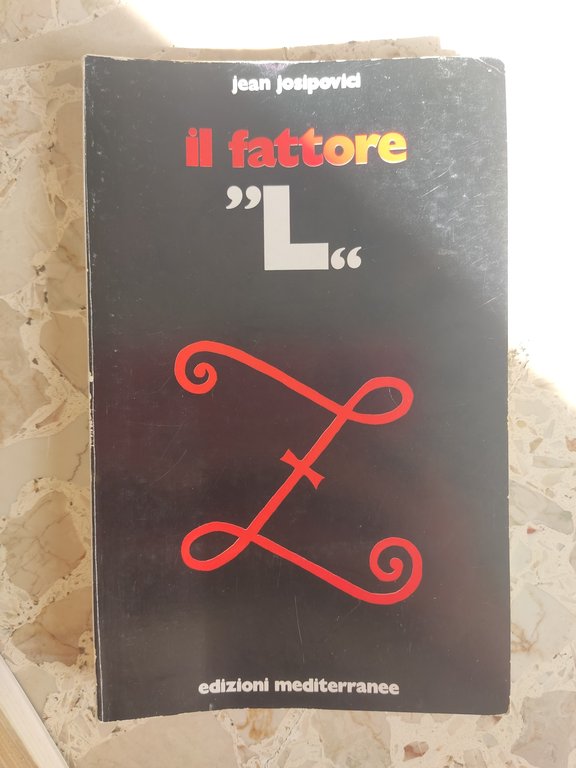 jean josipovici
il fattore
”L“
edizioni mediterranee